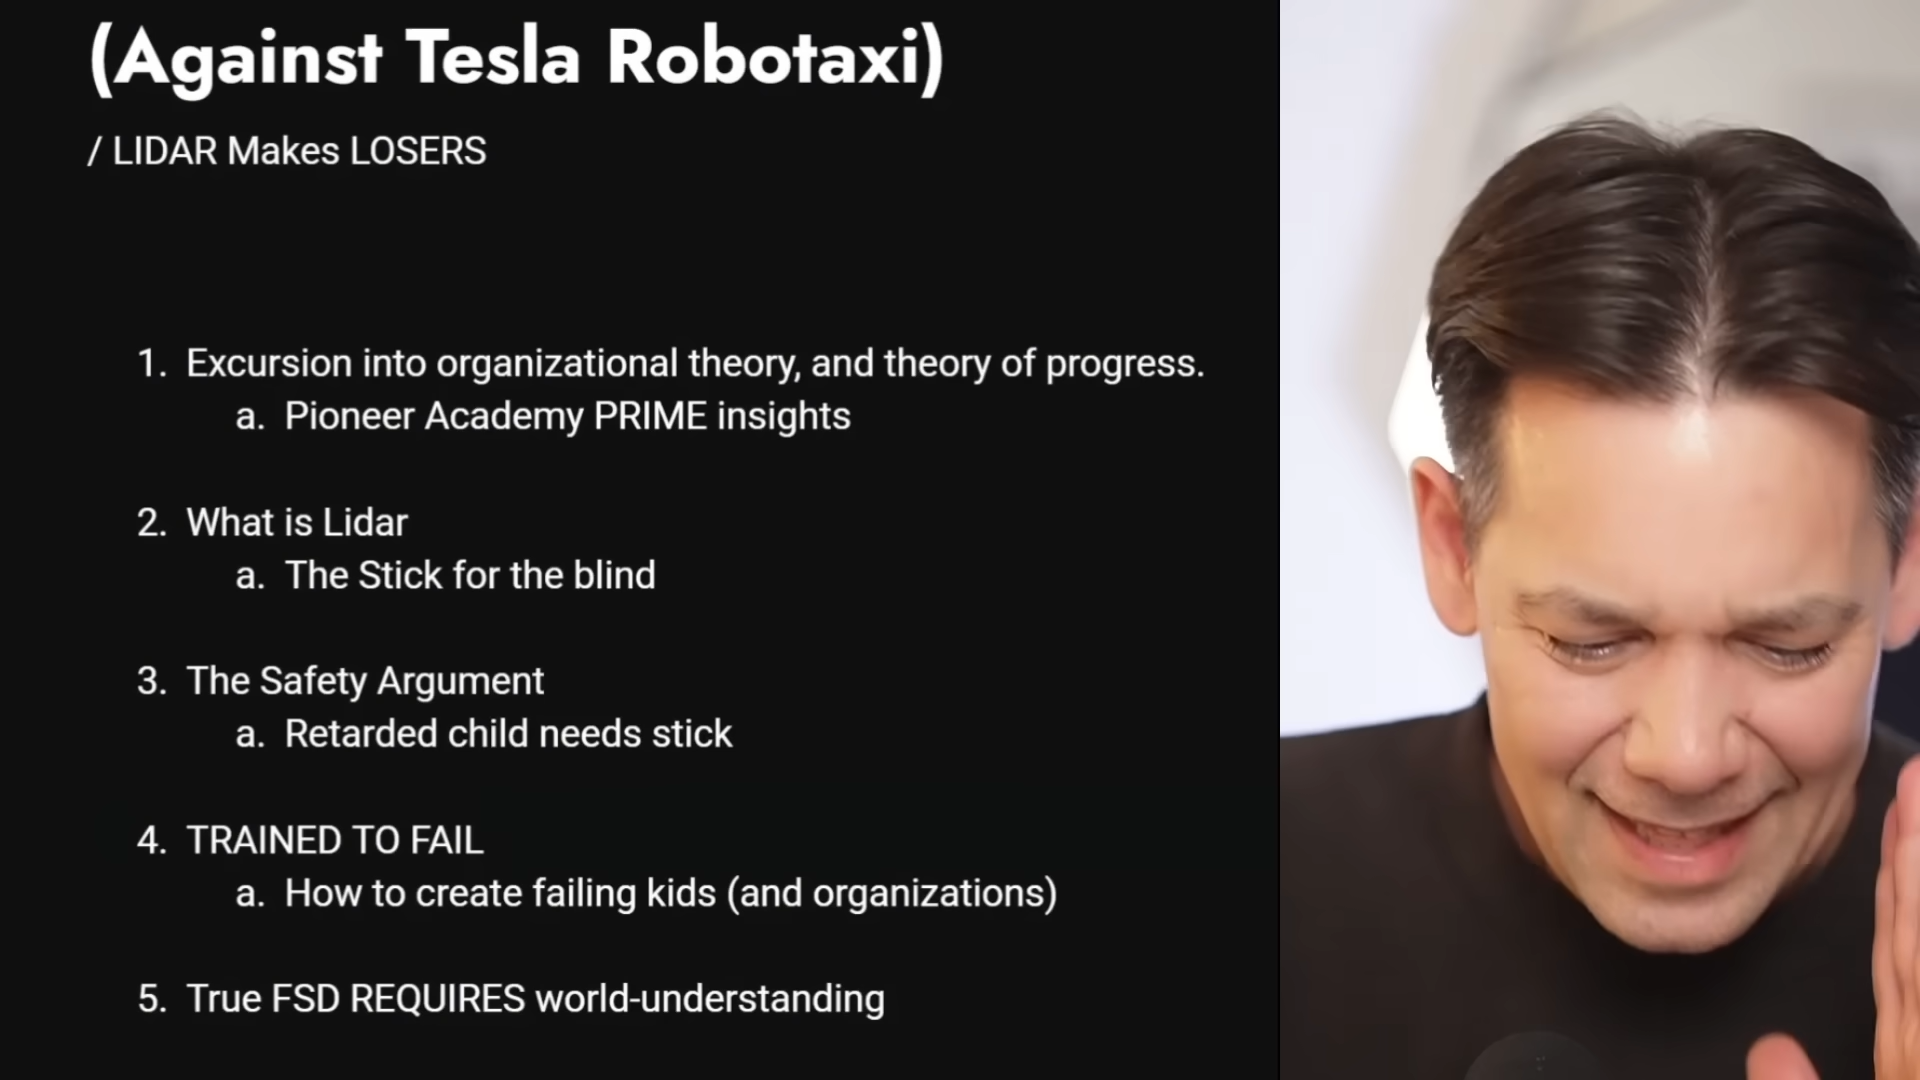 (Against Tesla Robotaxi)
/ LIDAR Makes LOSERS
1. Excursion into organizational theory, and theory of progress.
a. Pioneer Academy PRIME insights
2. What is Lidar
a. The Stick for the blind
3. The Safety Argument
a. Retarded child needs stick
4. TRAINED TO FAIL
a. How to create failing kids (and organizations)
5. True FSD REQUIRES world-understanding